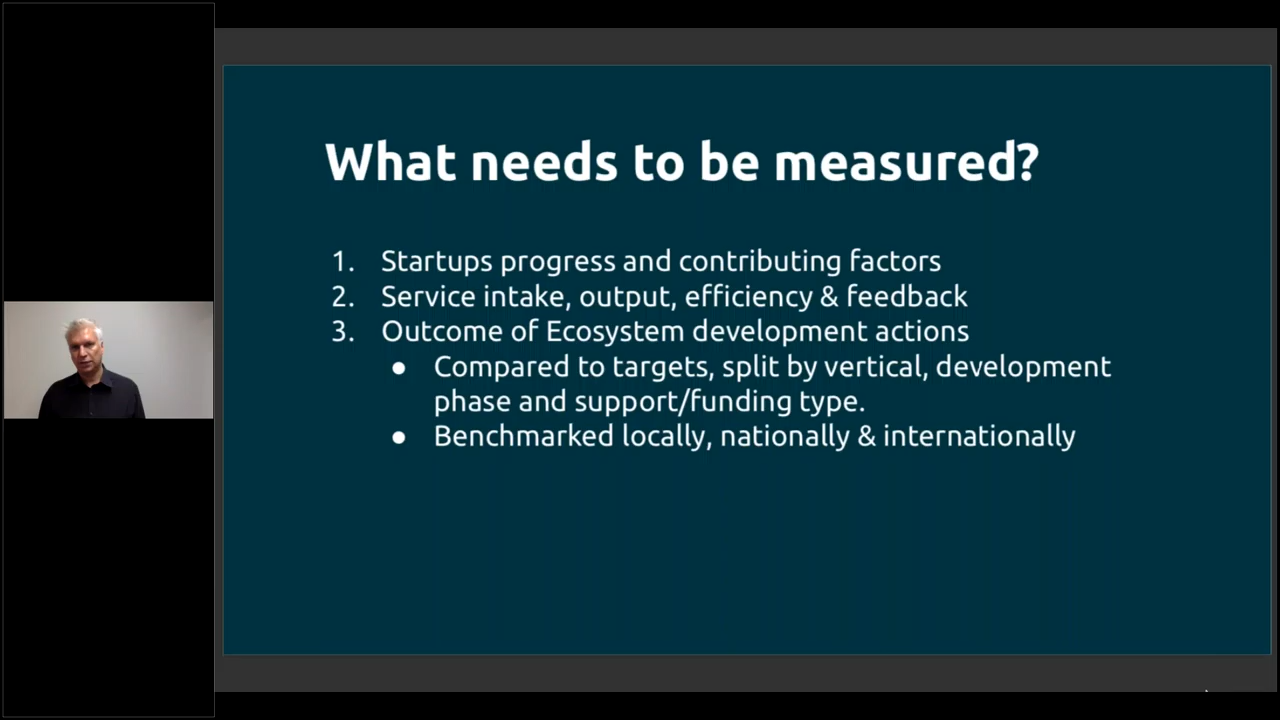 What needs to be measured?
1. Startups progress and contributing factors
2. Service intake, output, efficiency & feedback
3. Outcome of Ecosystem development actions
● Compared to targets, split by vertical, development
phase and support/funding type.
● Benchmarked locally, nationally & internationally